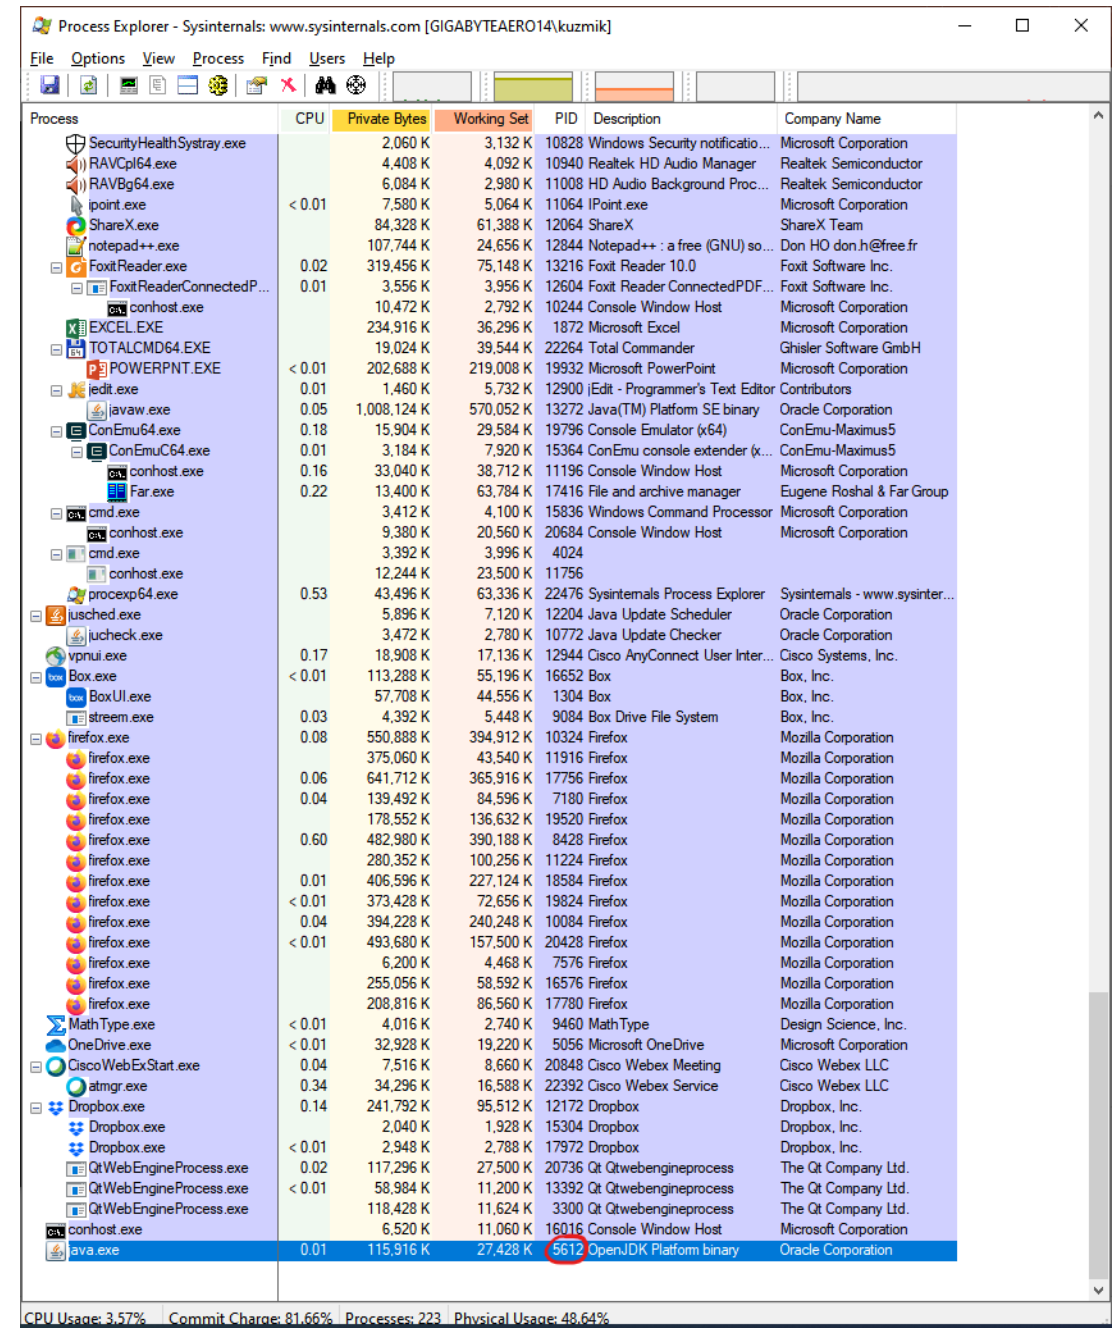 Process Explorer - Sysinternals: www.sysinternals.com [GIGABYTEAERO14\kuzmik]
File Options View Process Find Users Help
Process CPU Private Bytes Working Set PID Description Company Name
SecurityHealthSystray.exe 2,060 K 3,132 K 10828 Windows Security notificatio... Microsoft Corporation
RAVCpl64.exe 4,408 K 4,092 K 10940 Realtek HD Audio Manager Realtek Semiconductor
RAVBg64.exe 6,084 K 2,980 K 11008 HD Audio Background Proc... Realtek Semiconductor
ipoint.exe < 0.01 7,580 K 5,064 K 11064 IPoint.exe Microsoft Corporation
ShareX.exe 84,328 K 61,388 K 12064 ShareX ShareX Team
notepad++.exe 107,744 K 24,656 K 12844 Notepad++ : a free (GNU) so... Don HO don.h@free.fr
FoxitReader.exe 0.02 319,456 K 75,148 K 13216 Foxit Reader 10.0 Foxit Software Inc.
FoxitReaderConnectedP... 0.01 3,556 K 3,956 K 12604 Foxit Reader ConnectedPDF... Foxit Software Inc.
conhost.exe 10,472 K 2,792 K 10244 Console Window Host Microsoft Corporation
EXCEL.EXE 234,916 K 36,296 K 1872 Microsoft Excel Microsoft Corporation
TOTALCMD64.EXE 19,024 K 39,544 K 22264 Total Commander Ghisler Software GmbH
POWERPNT.EXE < 0.01 202,688 K 219,008 K 19932 Microsoft PowerPoint Microsoft Corporation
jedit.exe 0.01 1,460 K 5,732 K 12900 jEdit - Programmer's Text Editor Contributors
javaw.exe 0.05 1,008,124 K 570,052 K 13272 Java(TM) Platform SE binary Oracle Corporation
ConEmu64.exe 0.18 15,904 K 29,584 K 19796 Console Emulator (x64) ConEmu-Maximus5
ConEmuC64.exe 0.01 3,184 K 7,920 K 15364 ConEmu console extender (x... ConEmu-Maximus5
conhost.exe 0.16 33,040 K 38,712 K 11196 Console Window Host Microsoft Corporation
Far.exe 0.22 13,400 K 63,784 K 17416 File and archive manager Eugene Roshal & Far Group
cmd.exe 3,412 K 4,100 K 15836 Windows Command Processor Microsoft Corporation
conhost.exe 9,380 K 20,560 K 20684 Console Window Host Microsoft Corporation
cmd.exe 3,392 K 3,996 K 4024
conhost.exe 12,244 K 23,500 K 11756
procexp64.exe 0.53 43,496 K 63,336 K 22476 Sysinternals Process Explorer Sysinternals - www.sysinter...
jusched.exe 5,896 K 7,120 K 12204 Java Update Scheduler Oracle Corporation
jucheck.exe 3,472 K 2,780 K 10772 Java Update Checker Oracle Corporation
vpnui.exe 0.17 18,908 K 17,136 K 12944 Cisco AnyConnect User Inter... Cisco Systems, Inc.
Box.exe < 0.01 113,288 K 55,196 K 16652 Box Box, Inc.
BoxUI.exe 57,708 K 44,556 K 1304 Box Box, Inc.
streem.exe 0.03 4,392 K 5,448 K 9084 Box Drive File System Box, Inc.
firefox.exe 0.08 550,888 K 394,912 K 10324 Firefox Mozilla Corporation
firefox.exe 375,060 K 43,540 K 11916 Firefox Mozilla Corporation
firefox.exe 0.06 641,712 K 365,916 K 17756 Firefox Mozilla Corporation
firefox.exe 0.04 139,492 K 84,596 K 7180 Firefox Mozilla Corporation
firefox.exe 178,552 K 136,632 K 19520 Firefox Mozilla Corporation
firefox.exe 0.60 482,980 K 390,188 K 8428 Firefox Mozilla Corporation
firefox.exe 280,352 K 100,256 K 11224 Firefox Mozilla Corporation
firefox.exe 0.01 406,596 K 227,124 K 18584 Firefox Mozilla Corporation
firefox.exe < 0.01 373,428 K 72,656 K 19824 Firefox Mozilla Corporation
firefox.exe 0.04 394,228 K 240,248 K 10084 Firefox Mozilla Corporation
firefox.exe < 0.01 493,680 K 157,500 K 20428 Firefox Mozilla Corporation
firefox.exe 6,200 K 4,468 K 7576 Firefox Mozilla Corporation
firefox.exe 255,056 K 58,592 K 16576 Firefox Mozilla Corporation
firefox.exe 208,816 K 86,560 K 17780 Firefox Mozilla Corporation
MathType.exe < 0.01 4,016 K 2,740 K 9460 MathType Design Science, Inc.
OneDrive.exe < 0.01 32,928 K 19,220 K 5056 Microsoft OneDrive Microsoft Corporation
CiscoWebExStart.exe 0.04 7,516 K 8,660 K 20848 Cisco Webex Meeting Cisco Webex LLC
atmgr.exe 0.34 34,296 K 16,588 K 22392 Cisco Webex Service Cisco Webex LLC
Dropbox.exe 0.14 241,792 K 95,512 K 12172 Dropbox Dropbox, Inc.
Dropbox.exe 2,040 K 1,928 K 15304 Dropbox Dropbox, Inc.
Dropbox.exe < 0.01 2,948 K 2,788 K 17972 Dropbox Dropbox, Inc.
QtWebEngineProcess.exe 0.02 117,296 K 27,500 K 20736 Qt Qtwebengineprocess The Qt Company Ltd.
QtWebEngineProcess.exe < 0.01 58,984 K 11,200 K 13392 Qt Qtwebengineprocess The Qt Company Ltd.
QtWebEngineProcess.exe 118,428 K 11,624 K 3300 Qt Qtwebengineprocess The Qt Company Ltd.
conhost.exe 6,520 K 11,060 K 16016 Console Window Host Microsoft Corporation
java.exe 0.01 115,916 K 27,428 K 5612 OpenJDK Platform binary Oracle Corporation
CPU Usage: 3.57% Commit Charge: 81.66% Processes: 223 Physical Usage: 48.64%